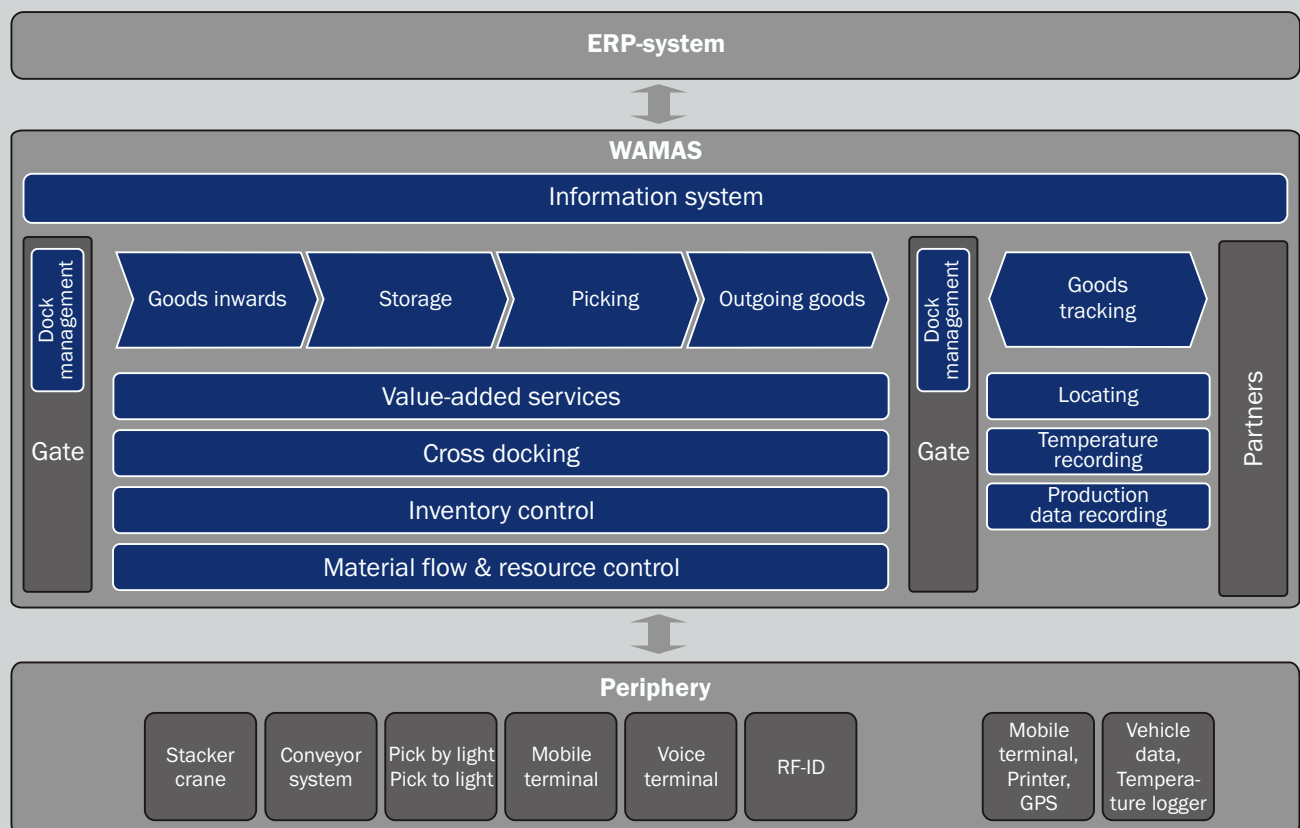 ERP-system
WAMAS
Information system
Dock
management
Gate
Goods inwards
Storage
Picking
Outgoing goods
Value-added services
Cross docking
Inventory control
Material flow & resource control
Dock
management
Gate
Goods
tracking
Locating
Temperature
recording
Production
data recording
Partners
Periphery
Stacker
crane
Conveyor
system
Pick by light
Pick to light
Mobile
terminal
Voice
terminal
RF-ID
Mobile
terminal,
Printer,
GPS
Vehicle
data,
Tempera-
ture logger